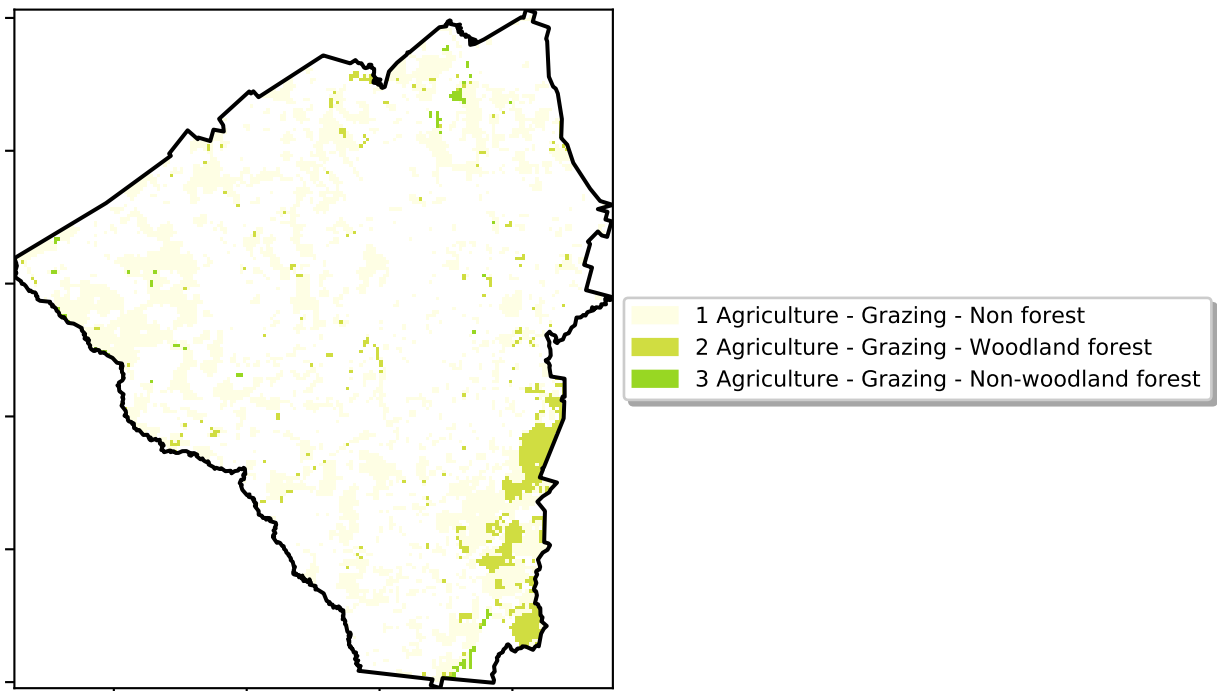 1 Agriculture - Grazing - Non forest
2 Agriculture - Grazing - Woodland forest
3 Agriculture - Grazing - Non-woodland forest